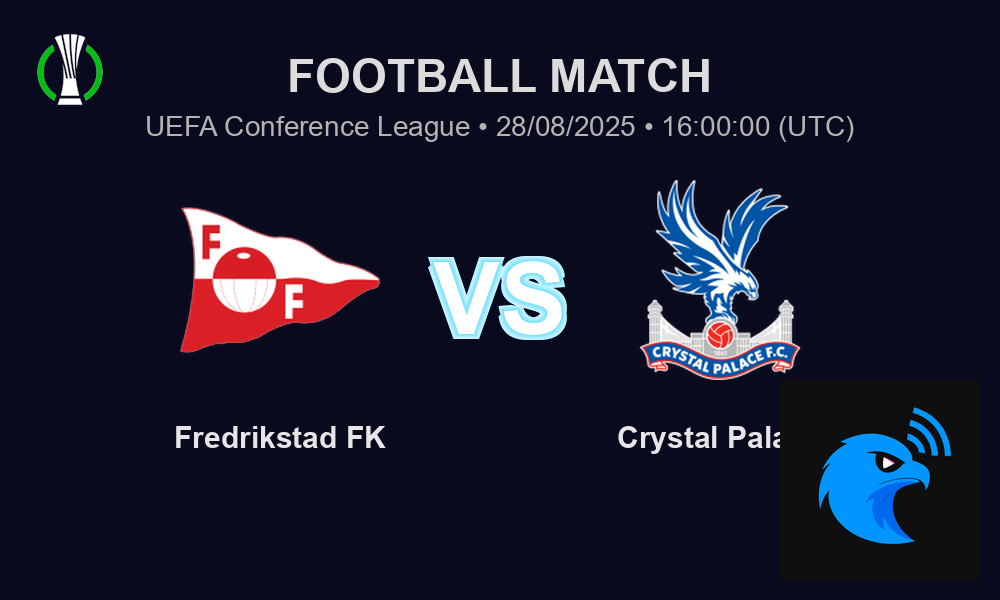 FOOTBALL MATCH
UEFA Conference League • 28/08/2025 • 16:00:00 (UTC)
F
F
VS
CRYSTAL PALACE F.C.
1861
Fredrikstad FK
Crystal Pala